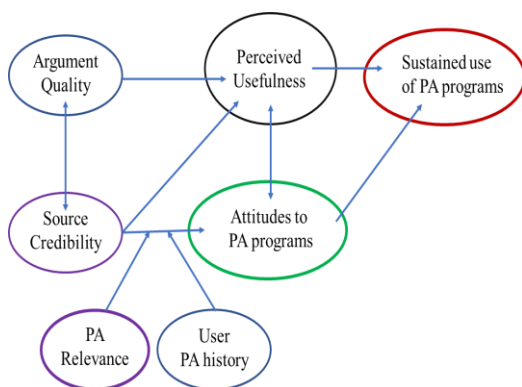 Argument
Quality
Perceived
Usefulness
Sustained use
of PA programs
Source
Credibility
Attitudes to
PA programs
PA
Relevance
User
PA history